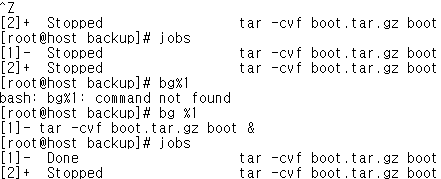 ^Z
[2]+  Stopped                 tar -cvf boot.tar.gz boot
[root@host backup]# jobs
[1]-  Stopped                 tar -cvf boot.tar.gz boot
[2]+  Stopped                 tar -cvf boot.tar.gz boot
[root@host backup]# bg%1
bash: bg%1: command not found
[root@host backup]# bg %1
[1]- tar -cvf boot.tar.gz boot &
[root@host backup]# jobs
[1]-  Done                    tar -cvf boot.tar.gz boot
[2]+  Stopped                 tar -cvf boot.tar.gz boot